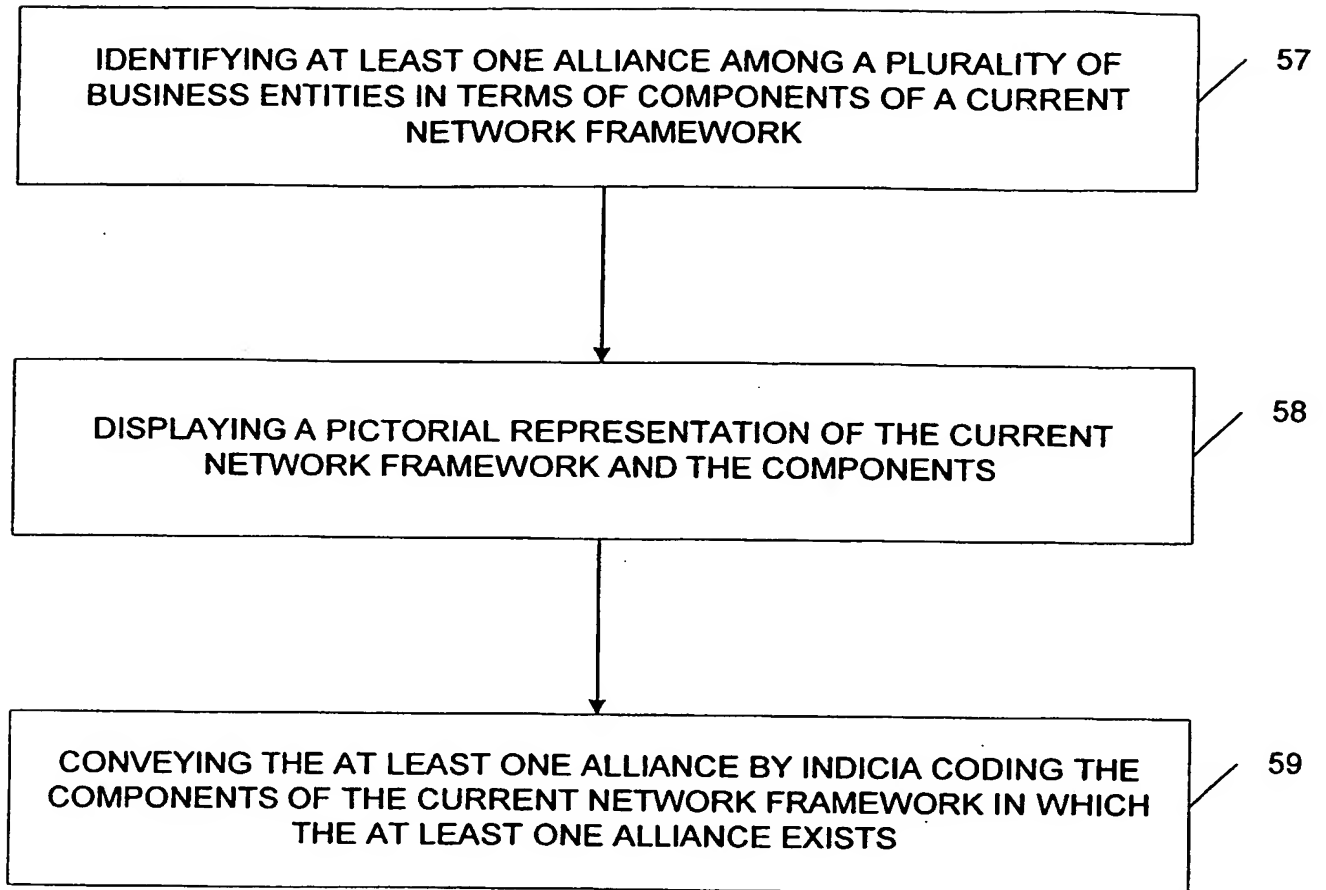 IDENTIFYING AT LEAST ONE ALLIANCE AMONG A PLURALITY OF
BUSINESS ENTITIES IN TERMS OF COMPONENTS OF A CURRENT
NETWORK FRAMEWORK
57
DISPLAYING A PICTORIAL REPRESENTATION OF THE CURRENT
NETWORK FRAMEWORK AND THE COMPONENTS
58
CONVEYING THE AT LEAST ONE ALLIANCE BY INDICIA CODING THE
COMPONENTS OF THE CURRENT NETWORK FRAMEWORK IN WHICH
THE AT LEAST ONE ALLIANCE EXISTS
59